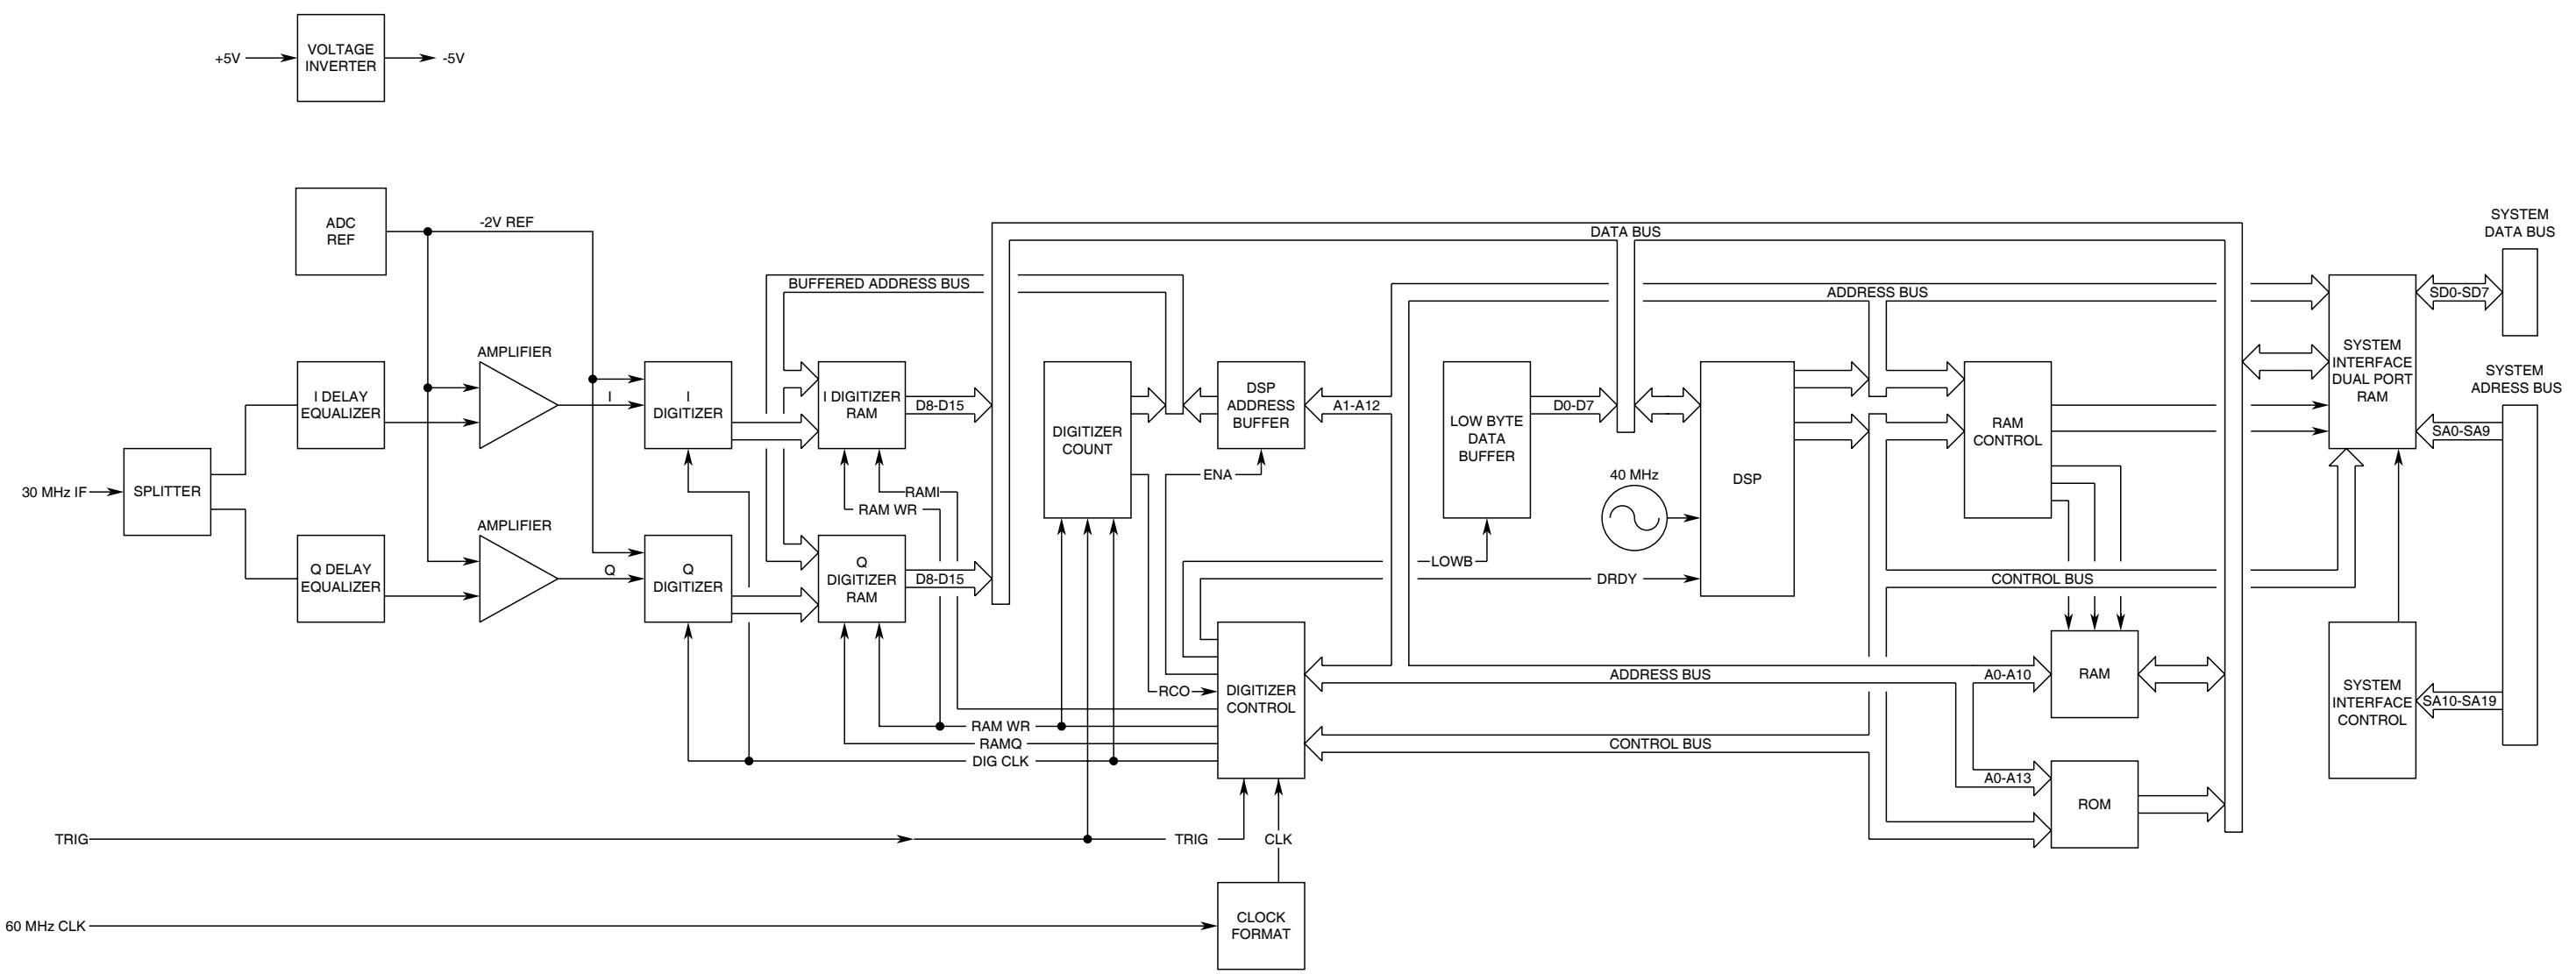 VOLTAGE
INVERTER
+5V
-5V
ADC
REF
-2V REF
DATA BUS
SYSTEM
DATA BUS
BUFFERED ADDRESS BUS
ADDRESS BUS
SD0-SD7
AMPLIFIER
I DELAY
EQUALIZER
I
I
DIGITIZER
I DIGITIZER
RAM
D8-D15
DIGITIZER
COUNT
DSP
ADDRESS
BUFFER
A1-A12
LOW BYTE
DATA
BUFFER
D0-D7
DSP
RAM
CONTROL
SYSTEM
INTERFACE
DUAL PORT
RAM
SYSTEM
ADRESS BUS
SA0-SA9
30 MHz IF
SPLITTER
RAMI
RAM WR
ENA
40 MHz
AMPLIFIER
Q DELAY
EQUALIZER
Q
Q
DIGITIZER
Q
DIGITIZER
RAM
D8-D15
LOWB
DRDY
CONTROL BUS
RCO
DIGITIZER
CONTROL
ADDRESS BUS
A0-A10
RAM
SYSTEM
INTERFACE
CONTROL
SA10-SA19
RAM WR
RAMQ
DIG CLK
CONTROL BUS
A0-A13
ROM
TRIG
TRIG
CLK
60 MHz CLK
CLOCK
FORMAT